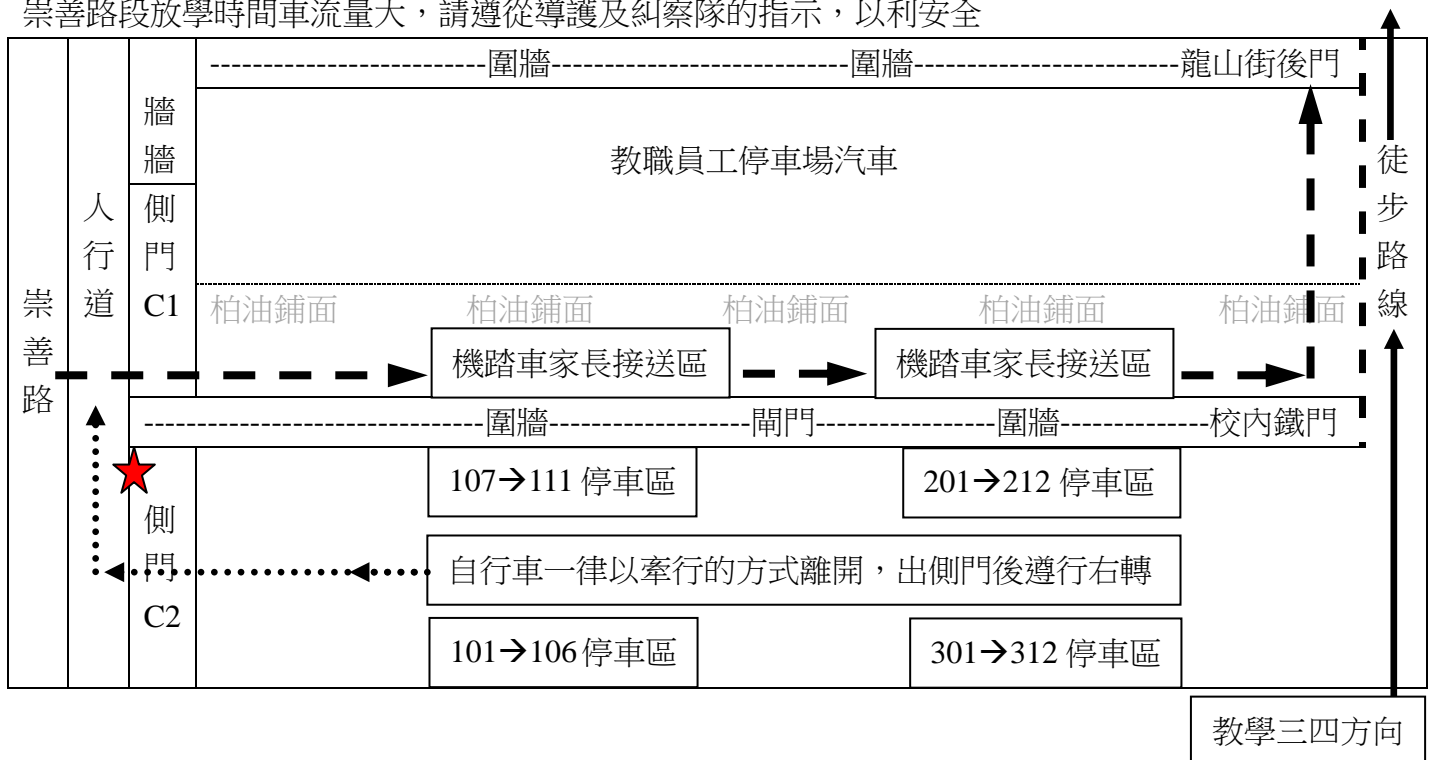 崇善路段放學時間車流量大，請遵從導護及糾察隊的指示，以利安全
--------------------------圍牆----------------------------圍牆-------------------------龍山街後門
牆牆
教職員工停車場汽車
徒步路線
人行道
側門C1
崇善路
柏油鋪面 柏油鋪面 柏油鋪面 柏油鋪面 柏油鋪面
機踏車家長接送區 機踏車家長接送區
--------------------------------圍牆-------------------閘門-----------------圍牆-------------校內鐵門
107→111 停車區 201→212 停車區
側門C2
自行車一律以牽行的方式離開，出側門後遵行右轉
101→106 停車區 301→312 停車區
教學三四方向